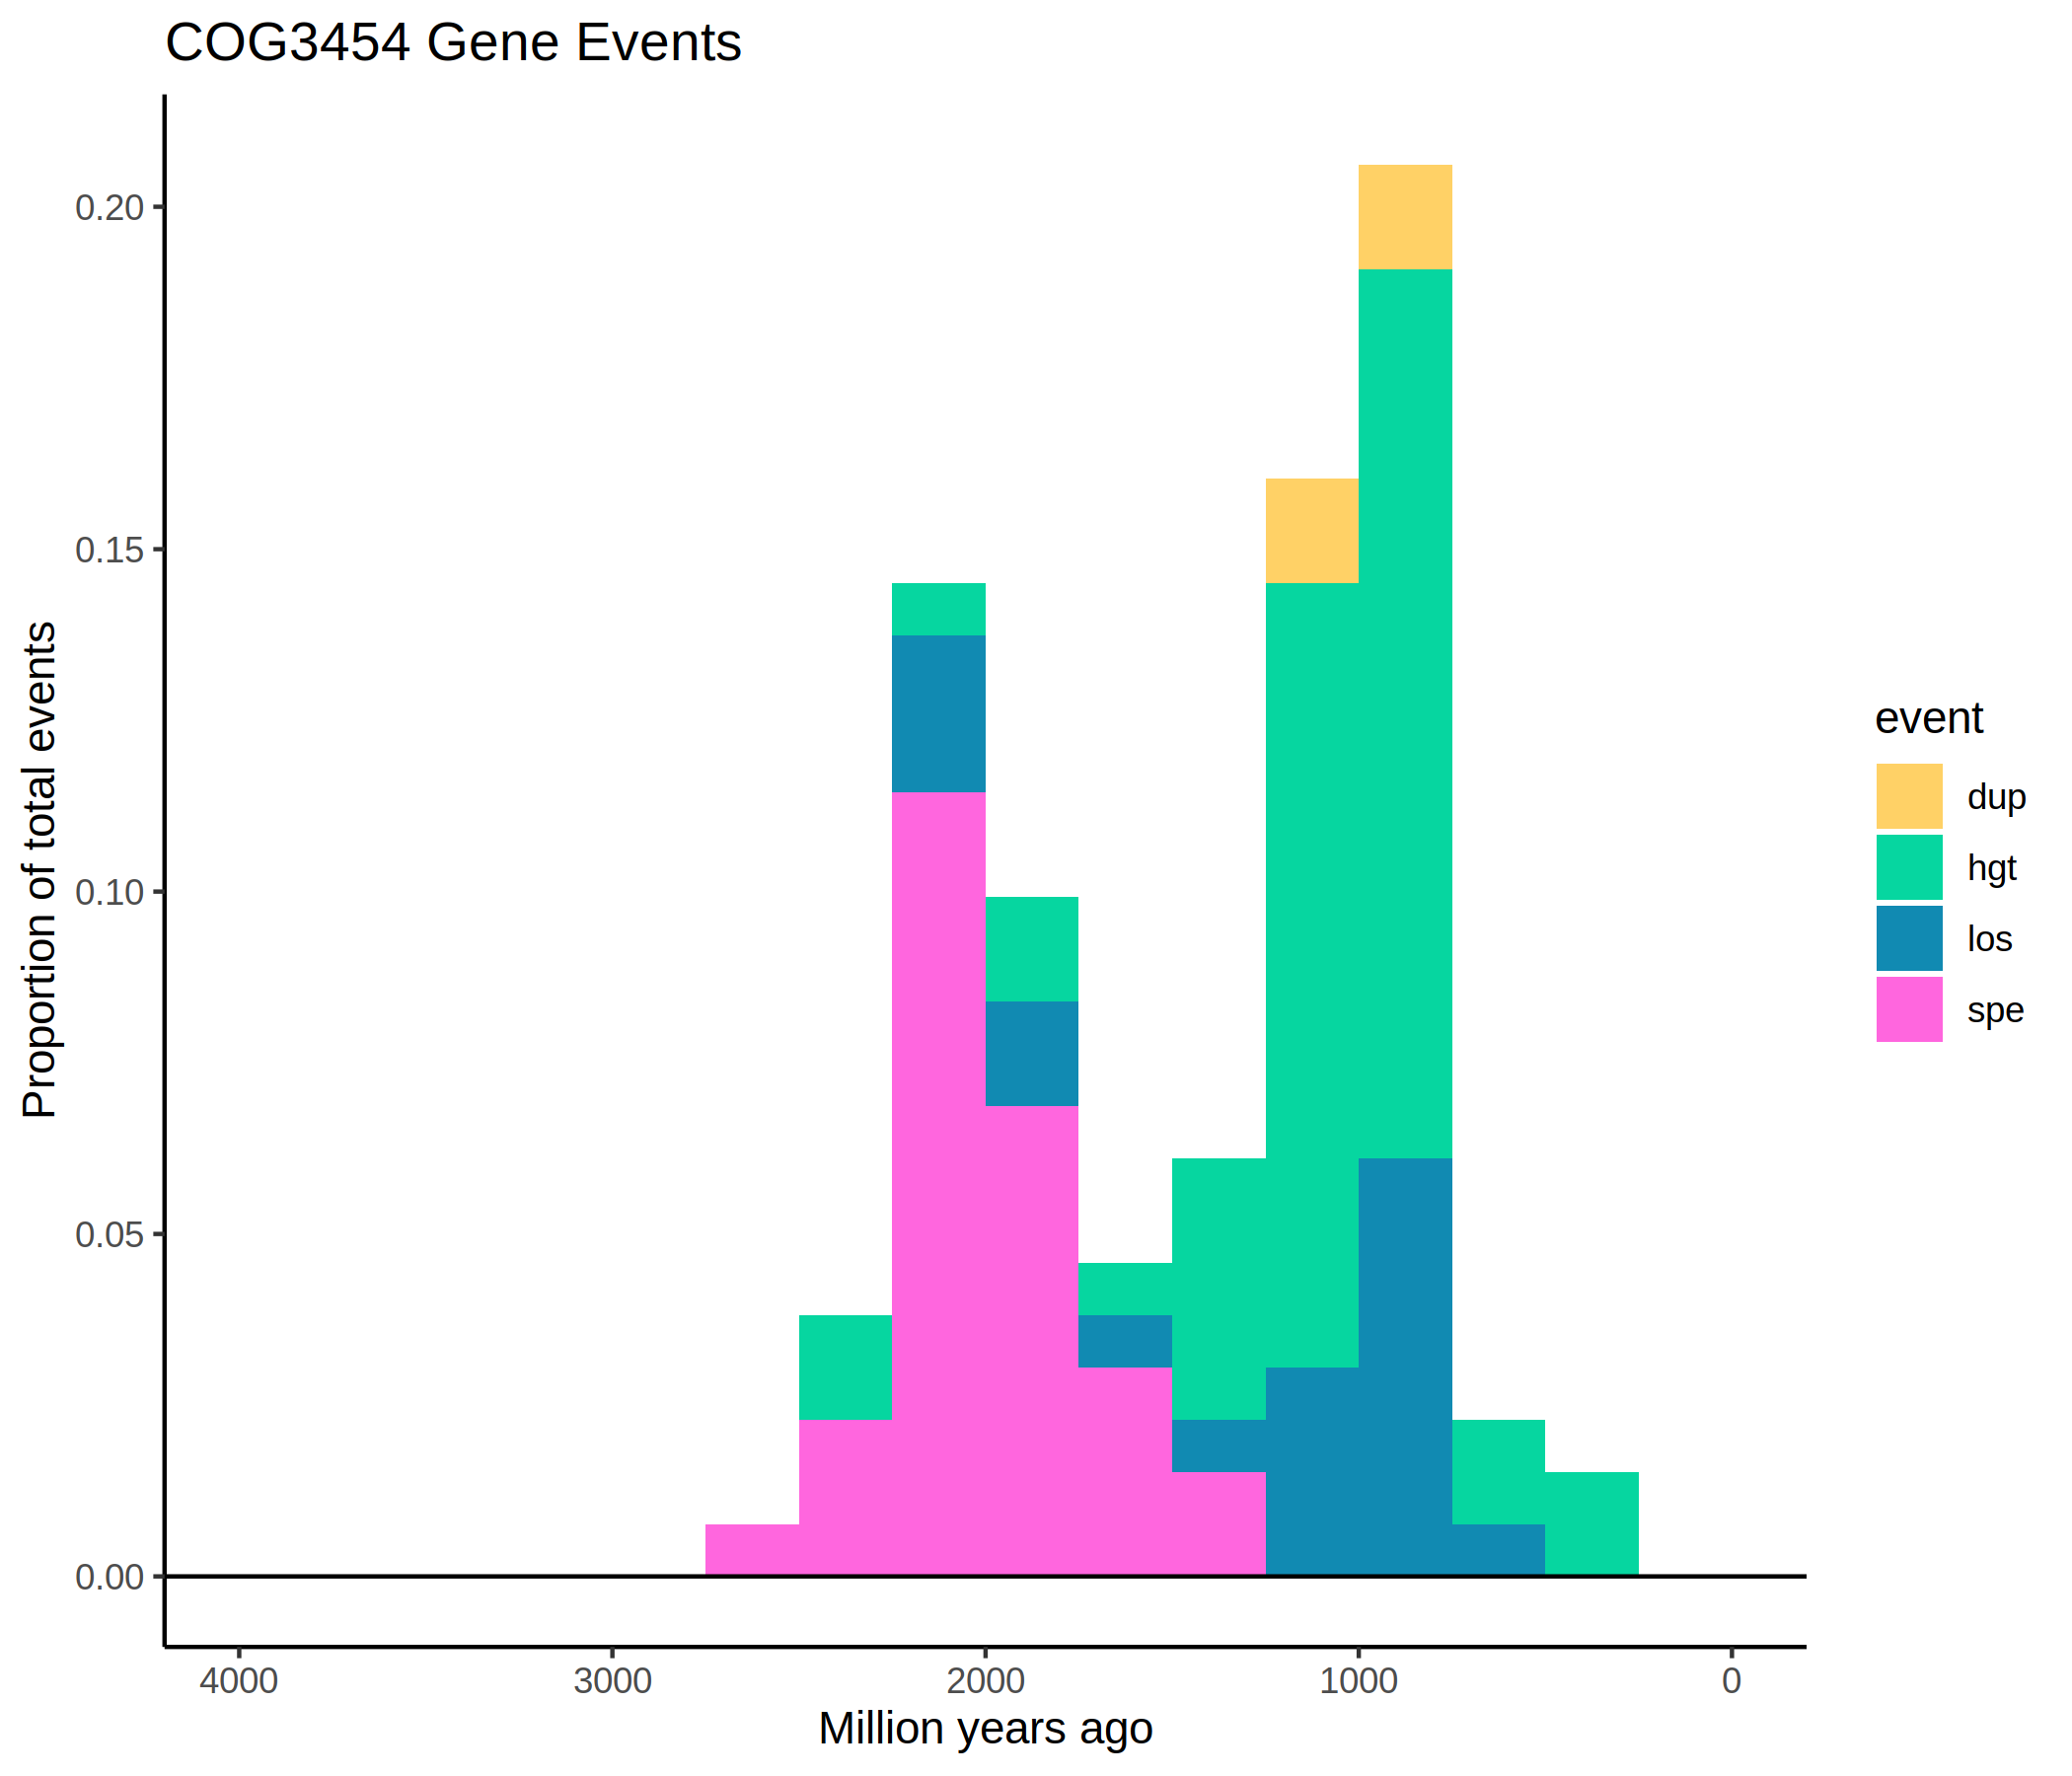 COG3454 Gene Events
Proportion of total events
0.20
0.15
0.10
0.05
0.00
4000 3000 2000 1000 0
Million years ago
event
dup
hgt
los
spe